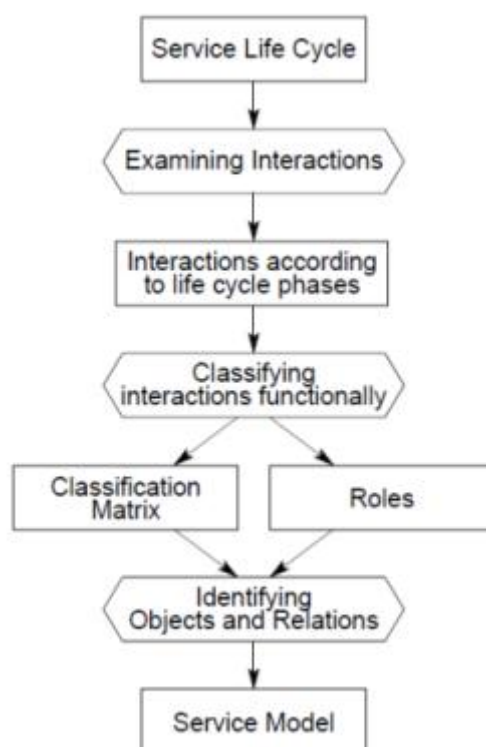 Service Life Cycle
Examining Interactions
Interactions according
to life cycle phases
Classifying
interactions functionally
Classification
Matrix
Roles
Identifying
Objects and Relations
Service Model